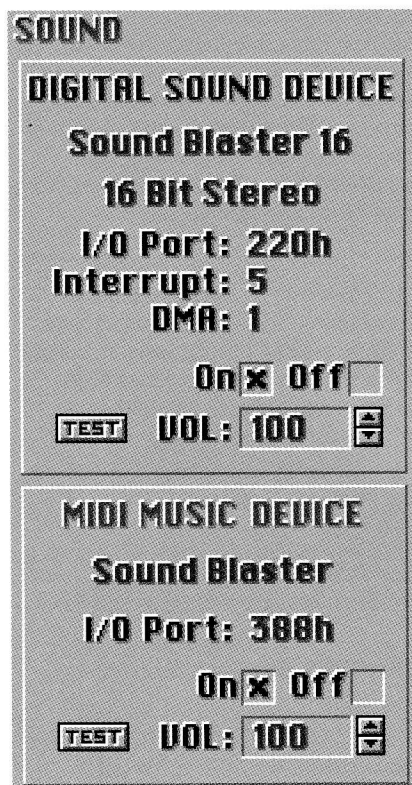 SOUND
DIGITAL SOUND DEVICE
Sound Blaster 16
16 Bit Stereo
I/O Port: 220h
Interrupt: 5
DMA: 1
On x Off
TEST VOL: 100
MIDI MUSIC DEVICE
Sound Blaster
I/O Port: 388h
On x Off
TEST VOL: 100